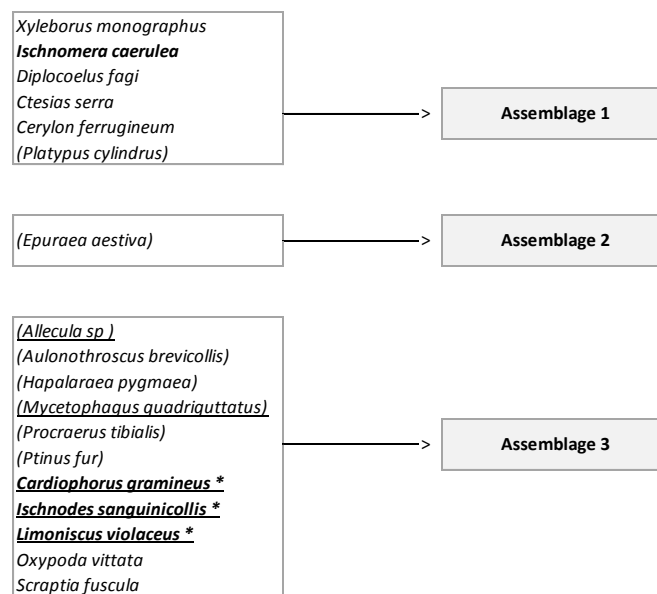 Xyleborus monographus
Ischnomera caerulea
Diplocoelus fagi
Ctesias serra
Cerylon ferrugineum
(Platypus cylindrus)
>
Assemblage 1
(Epuraea aestiva)
>
Assemblage 2
(Allecula sp )
(Aulonothroscus brevicollis)
(Hapalaraea pygmaea)
(Mycetophagus quadriguttatus)
(Procraerus tibialis)
(Ptinus fur)
Cardiophorus gramineus *
Ischnodes sanguinicollis *
Limoniscus violaceus *
Oxypoda vittata
Scraptia fuscula
>
Assemblage 3